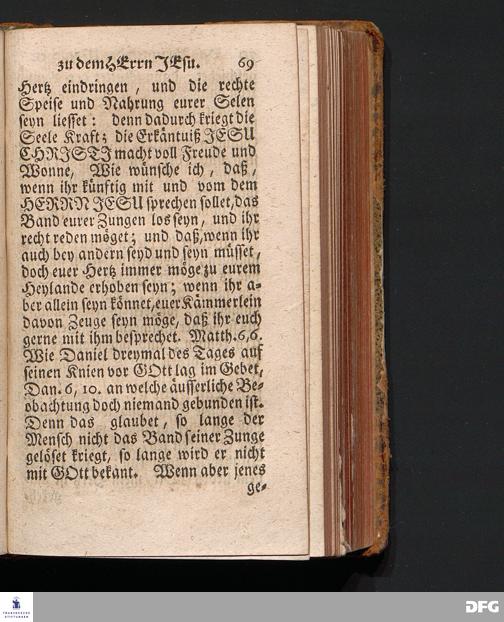 zu dem HErrn JEsu. 69
Hertz eindringen, und die rechte
Speise und Nahrung eurer Selen
seyn liesset: denn dadurch kriegt die
Seele Kraft; die Erkäntniß JESU
CHRISTJ macht voll Freude und
Wonne, Wie wünsche ich, daß,
wenn ihr künftig mit und vom dem
HERRN JESU sprechen sollet, das
Band eurer Zungen los seyn, und ihr
recht reden möget; und daß, wenn ihr
auch bey andern seyd und seyn müsset,
doch euer Hertz immer möge zu eurem
Heylande erhoben seyn; wenn ihr a-
ber allein seyn könnet, euer Kämmerlein
davon Zeuge seyn möge, daß ihr euch
gerne mit ihm besprechet. Matth. 6, 6.
Wie Daniel dreymal des Tages auf
seinen Knien vor GOtt lag im Gebet,
Dan. 6, 10. an welche äusserliche Be-
obachtung doch niemand gebunden ist.
Denn das glaubet, so lange der
Mensch nicht das Band seiner Zunge
gelöset kriegt, so lange wird er nicht
mit GOtt bekant. Wenn aber jenes
ge-
FRANCKESCHE
STIFTUNGEN
DFG